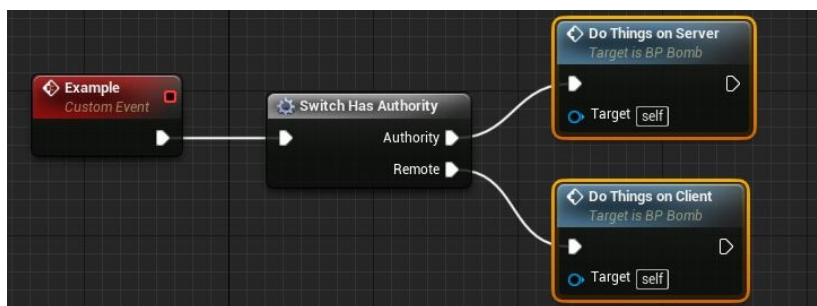 Example
Custom Event
Switch Has Authority
Authority
Remote
Do Things on Server
Target is BP Bomb
Target self
Do Things on Client
Target is BP Bomb
Target self